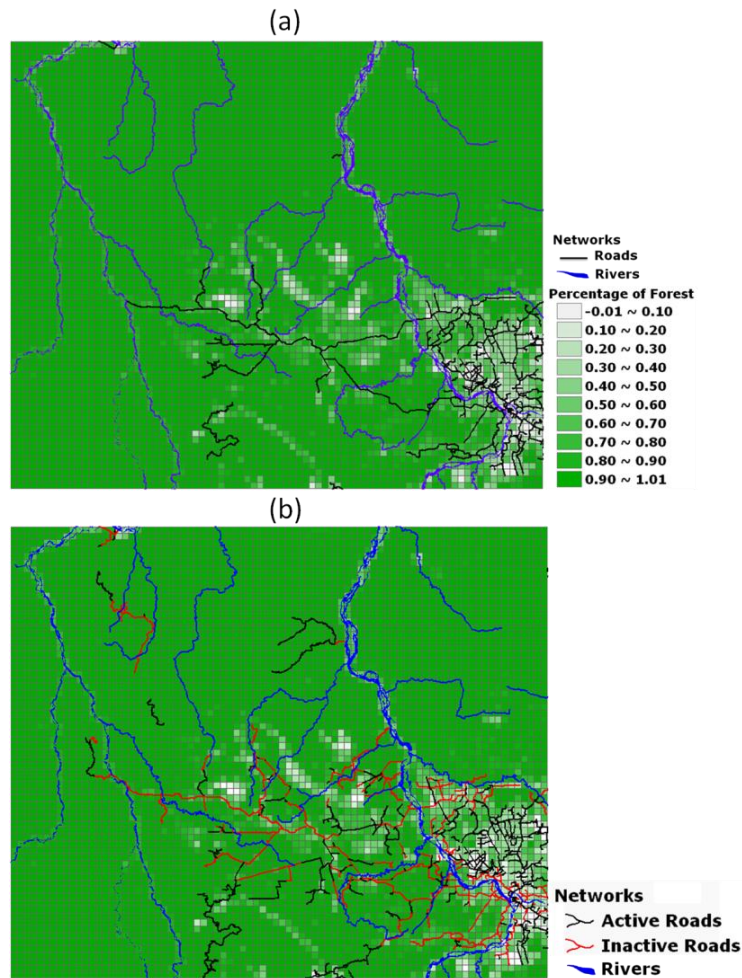 (a)
Networks
Roads
Rivers
Percentage of Forest
-0.01 ~ 0.10
0.10 ~ 0.20
0.20 ~ 0.30
0.30 ~ 0.40
0.40 ~ 0.50
0.50 ~ 0.60
0.60 ~ 0.70
0.70 ~ 0.80
0.80 ~ 0.90
0.90 ~ 1.01
(b)
Networks
Active Roads
Inactive Roads
Rivers